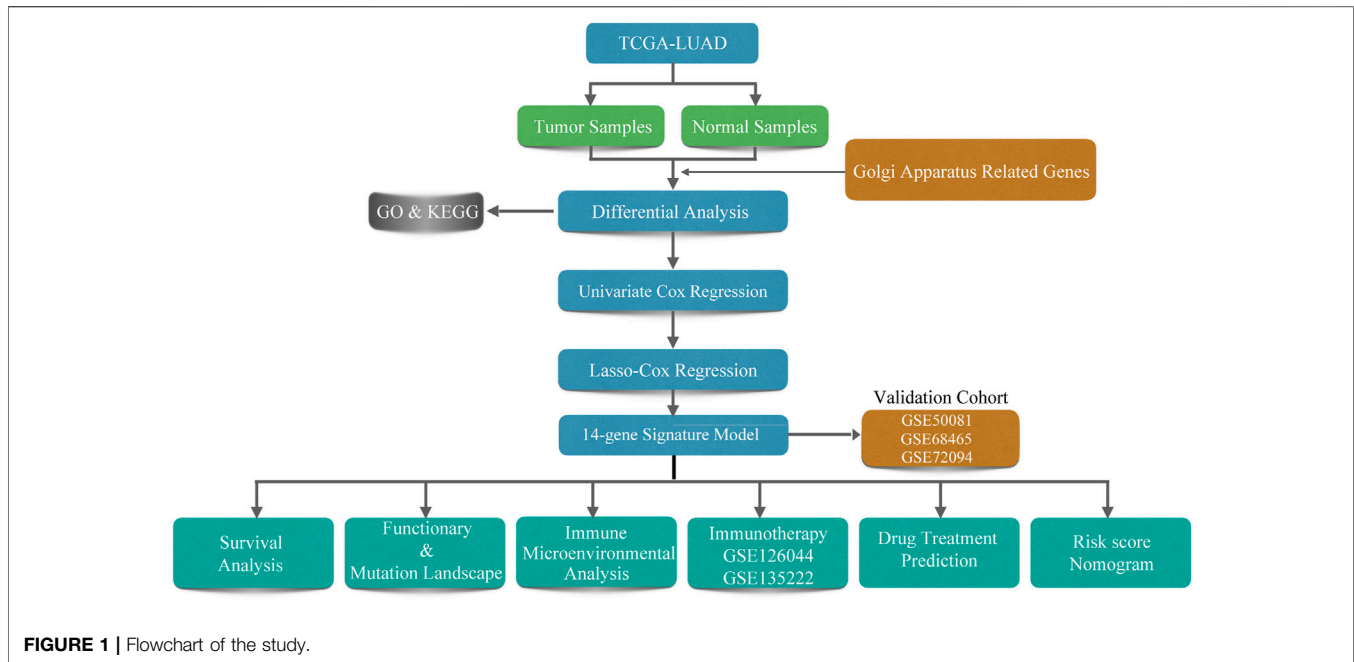 TCGA-LUAD
Tumor Samples
Normal Samples
Golgi Apparatus Related Genes
GO & KEGG
Differential Analysis
Univariate Cox Regression
Lasso-Cox Regression
14-gene Signature Model
Validation Cohort
GSE50081
GSE68465
GSE72094
Survival
Analysis
Functionary
&
Mutation Landscape
Immune
Microenvironmental
Analysis
Immunotherapy
GSE126044
GSE135222
Drug Treatment
Prediction
Risk score
Nomogram
FIGURE 1 | Flowchart of the study.